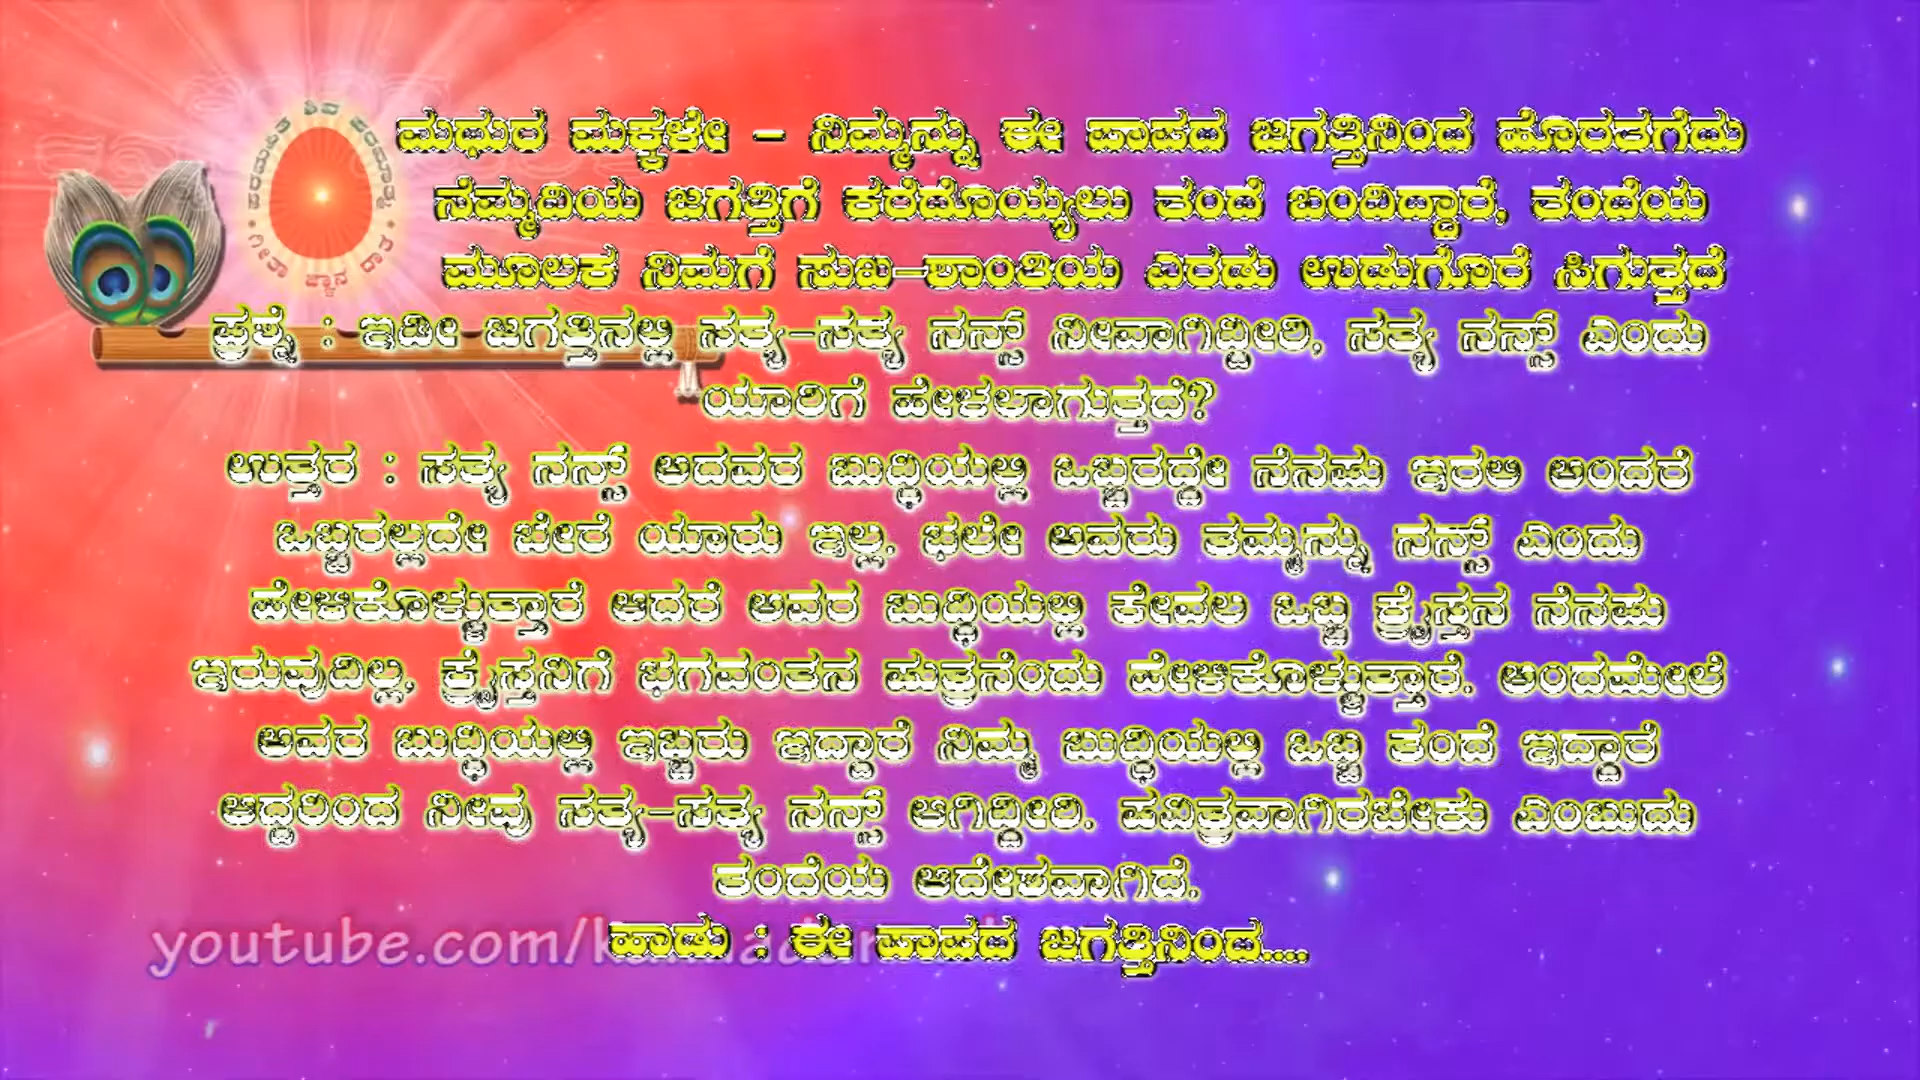 ಪರಮಪಿತ ಶಿವ ಪರಮಾತ್ಮ
ಗೀತಾ ಜ್ಞಾನ ದಾತ
ಮಧುರ ಮಕ್ಕಳೇ – ನಿಮ್ಮನ್ನು ಈ ಪಾಪದ ಜಗತ್ತಿನಿಂದ ಹೊರತಗೆದು
ನೆಮ್ಮದಿಯ ಜಗತ್ತಿಗೆ ಕರೆದೊಯ್ಯಲು ತಂದೆ ಬಂದಿದ್ದಾರೆ, ತಂದೆಯ
ಮೂಲಕ ನಿಮಗೆ ಸುಖ–ಶಾಂತಿಯ ಎರಡು ಉಡುಗೊರೆ ಸಿಗುತ್ತದೆ
ಪ್ರಶ್ನೆ : ಇಡೀ ಜಗತ್ತಿನಲ್ಲಿ ಸತ್ಯ–ಸತ್ಯ ನನ್ಸ್ ನೀವಾಗಿದ್ದೀರಿ, ಸತ್ಯ ನನ್ಸ್ ಎಂದು
ಯಾರಿಗೆ ಹೇಳಲಾಗುತ್ತದೆ?
ಉತ್ತರ : ಸತ್ಯ ನನ್ಸ್ ಅದವರ ಬುದ್ಧಿಯಲ್ಲಿ ಒಬ್ಬರದ್ದೇ ನೆನಪು ಇರಲಿ ಅಂದರೆ
ಒಬ್ಬರಲ್ಲದೇ ಬೇರೆ ಯಾರು ಇಲ್ಲ. ಭಲೇ ಅವರು ತಮ್ಮನ್ನು ನನ್ಸ್ ಎಂದು
ಹೇಳಿಕೊಳ್ಳುತ್ತಾರೆ ಆದರೆ ಅವರ ಬುದ್ಧಿಯಲ್ಲಿ ಕೇವಲ ಒಬ್ಬ ಕ್ರೈಸ್ತನ ನೆನಪು
ಇರುವುದಿಲ್ಲ, ಕ್ರೈಸ್ತನಿಗೆ ಭಗವಂತನ ಪುತ್ರನೆಂದು ಹೇಳಿಕೊಳ್ಳುತ್ತಾರೆ. ಅಂದಮೇಲೆ
ಅವರ ಬುದ್ಧಿಯಲ್ಲಿ ಇಬ್ಬರು ಇದ್ದಾರೆ ನಿಮ್ಮ ಬುದ್ಧಿಯಲ್ಲಿ ಒಬ್ಬ ತಂದೆ ಇದ್ದಾರೆ
ಆದ್ದರಿಂದ ನೀವು ಸತ್ಯ–ಸತ್ಯ ನನ್ಸ್ ಆಗಿದ್ದೀರಿ. ಪವಿತ್ರವಾಗಿರಬೇಕು ಎಂಬುದು
ತಂದೆಯ ಆದೇಶವಾಗಿದೆ.
ಹಾಡು : ಈ ಪಾಪದ ಜಗತ್ತಿನಿಂದ....